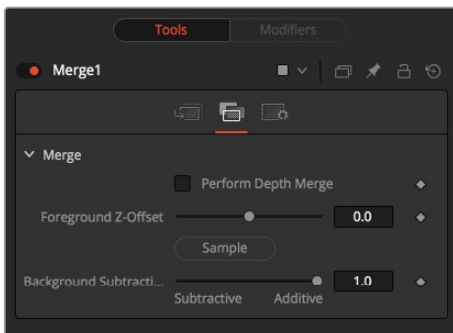 Tools Modifiers
Merge1
Merge
Perform Depth Merge
Foreground Z-Offset 0.0
Sample
Background Subtracti... 1.0
Subtractive Additive